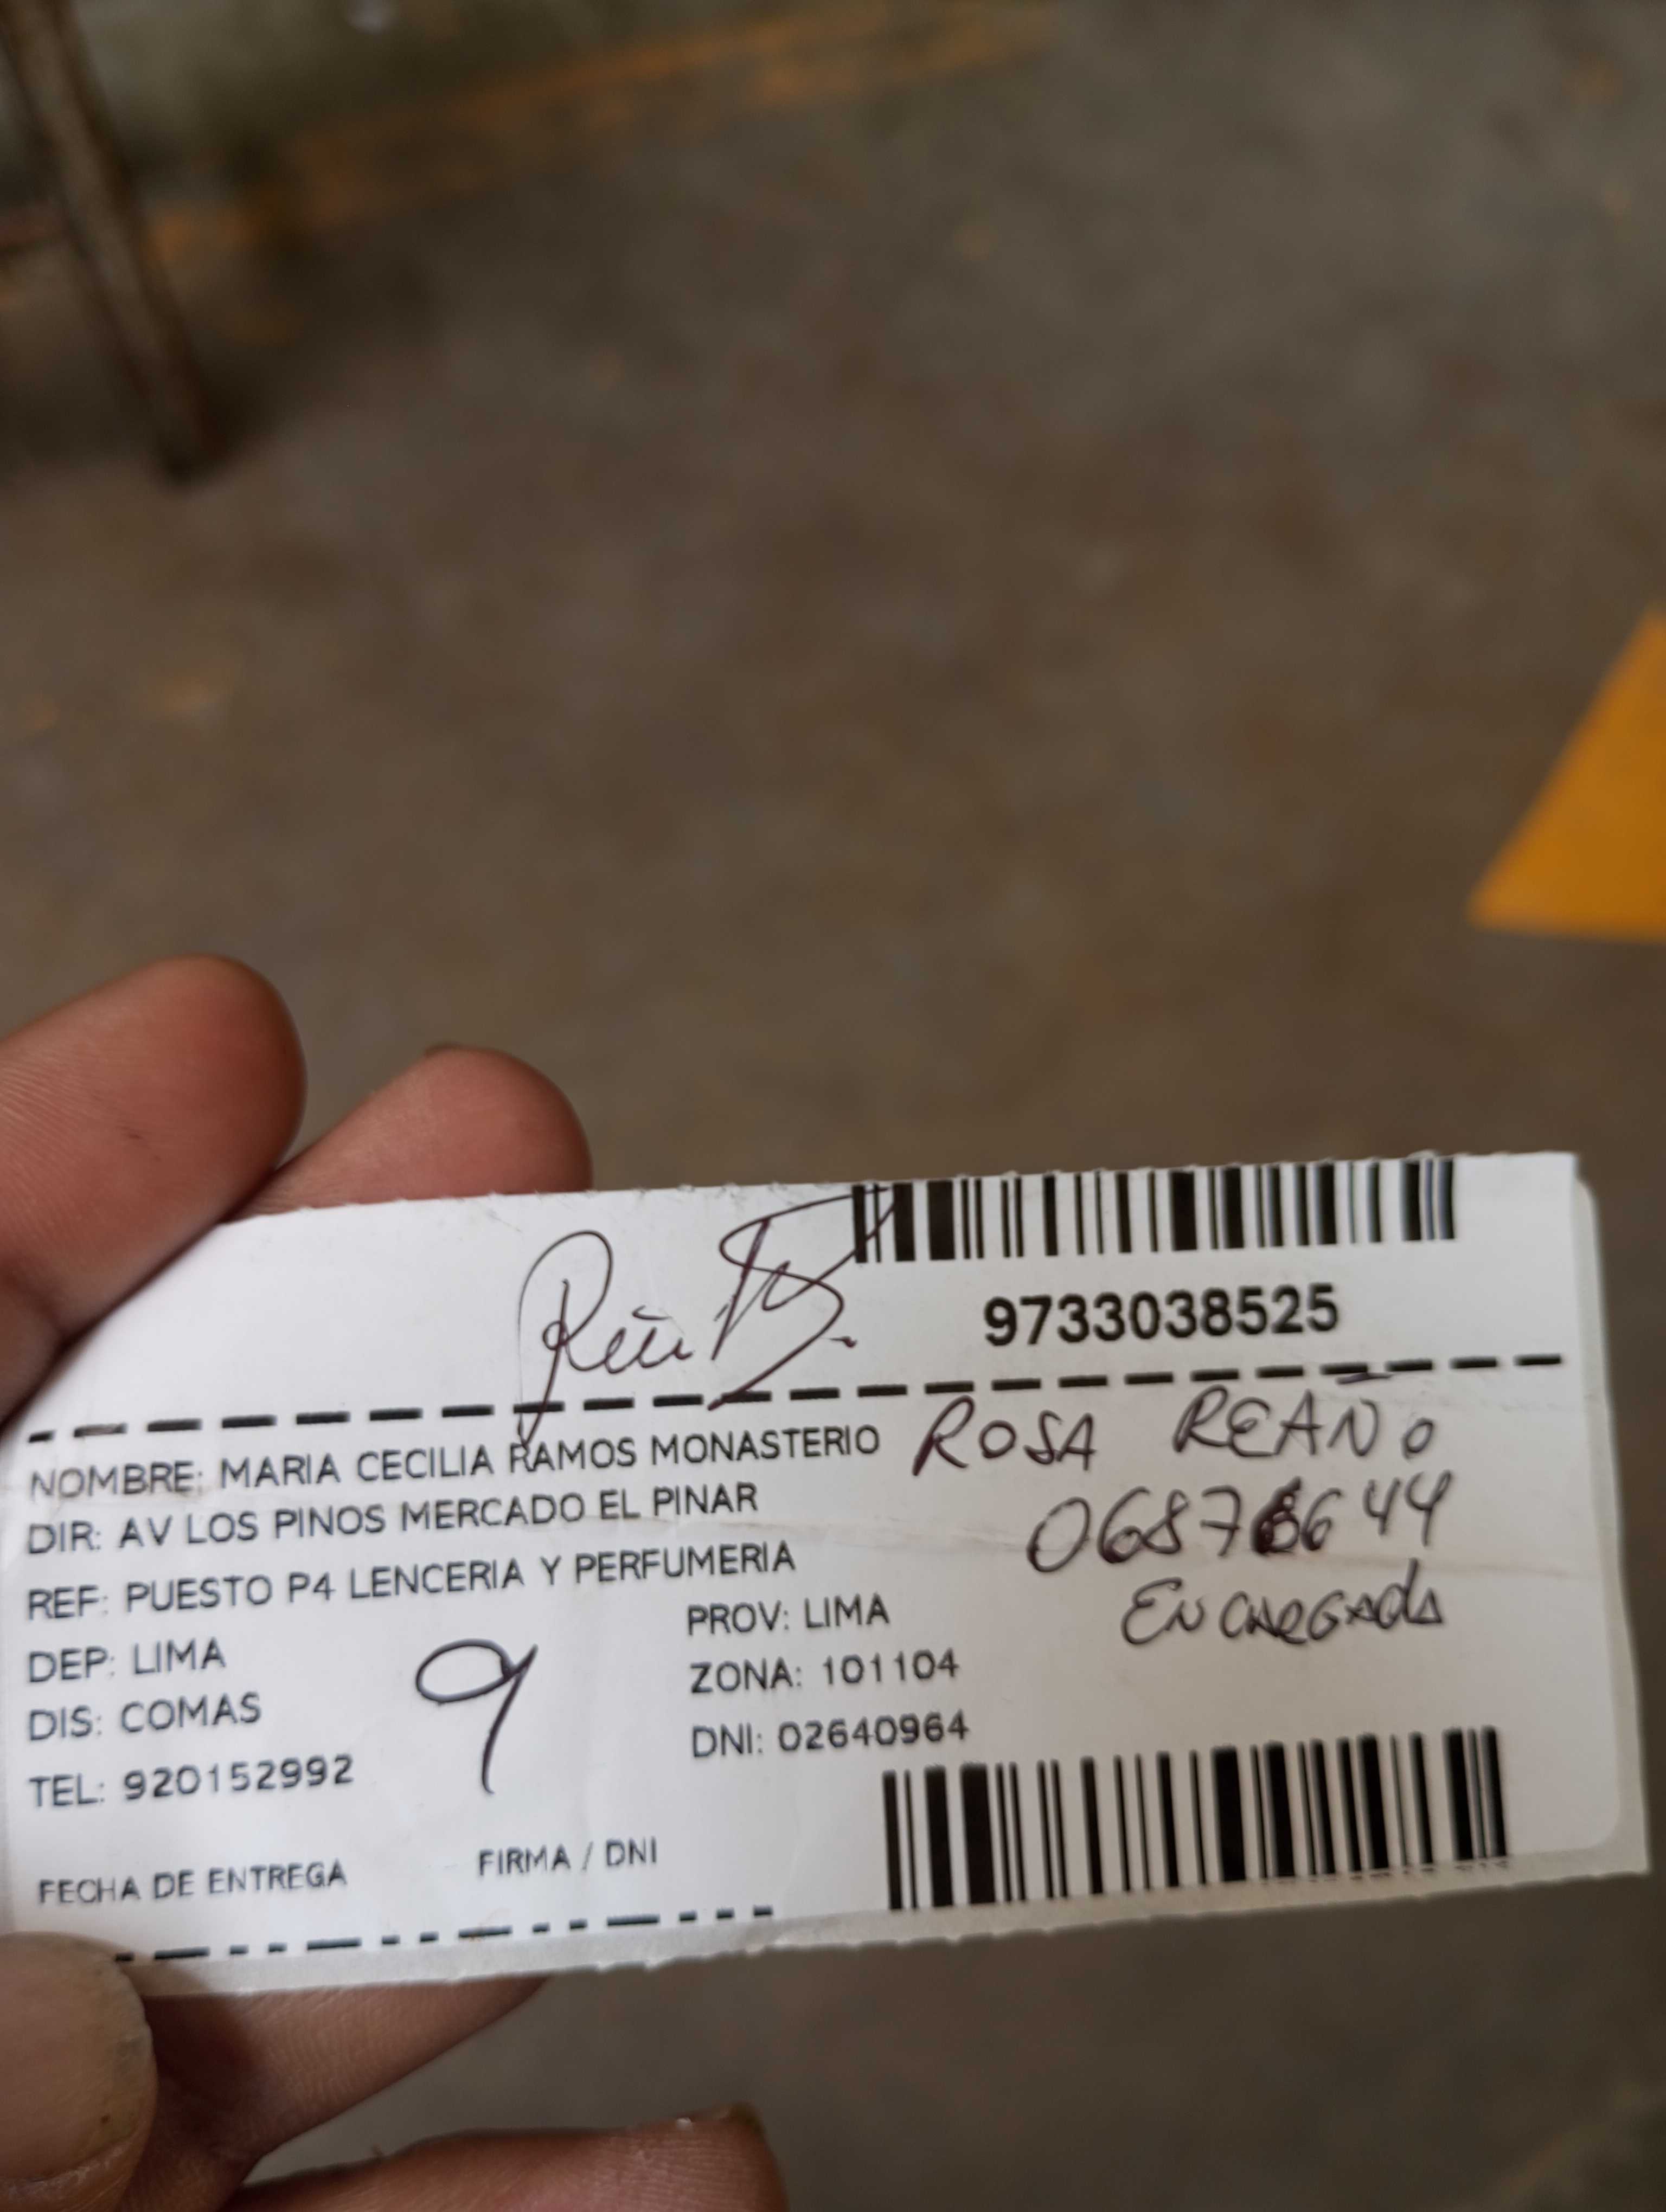 9733038525
NOMBRE: MARIA CECILIA RAMOS MONASTERIO
ROSA REAÑO
DIR: AV LOS PINOS MERCADO EL PINAR
06876644
REF: PUESTO P4 LENCERIA Y PERFUMERIA
ENCARGADA
DEP: LIMA
PROV: LIMA
DIS: COMAS
ZONA: 101104
9
TEL: 920152992
DNI: 02640964
FECHA DE ENTREGA
FIRMA / DNI